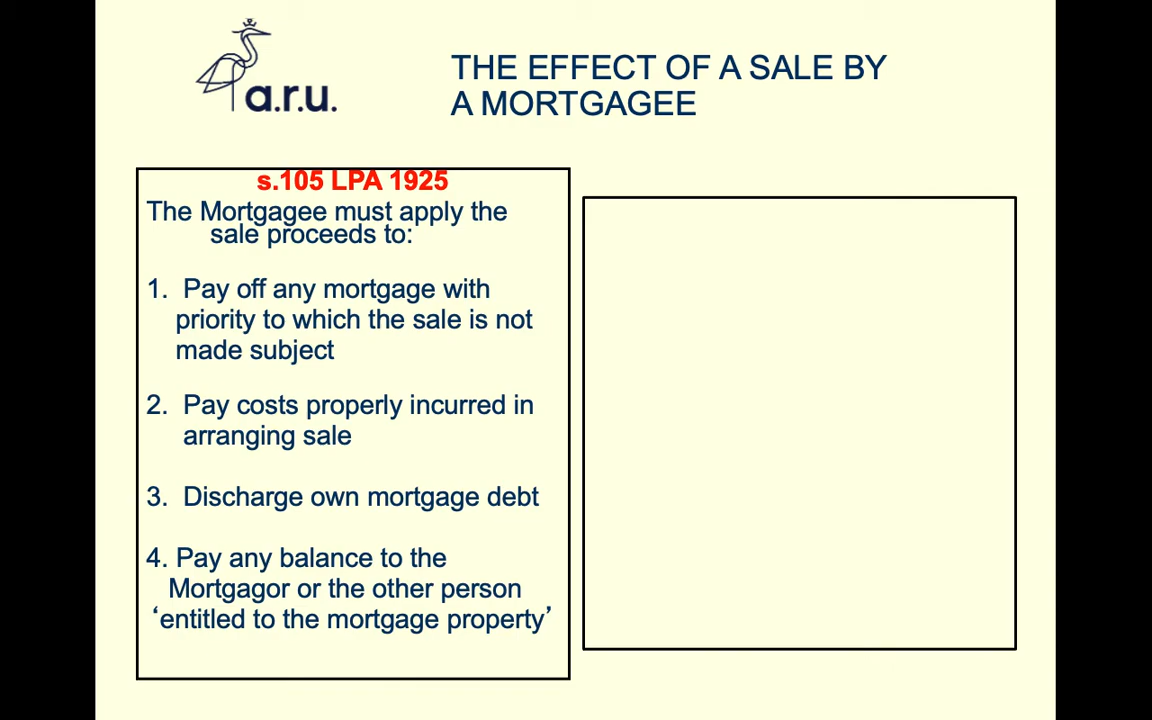 a.r.u.
THE EFFECT OF A SALE BY
A MORTGAGEE
s.105 LPA 1925
The Mortgagee must apply the
sale proceeds to:
1. Pay off any mortgage with
priority to which the sale is not
made subject
2. Pay costs properly incurred in
arranging sale
3. Discharge own mortgage debt
4. Pay any balance to the
Mortgagor or the other person
‘entitled to the mortgage property’